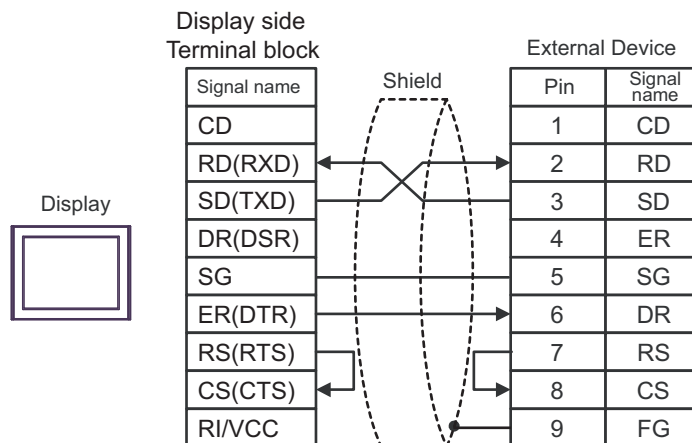 Display side
Terminal block
External Device
Signal name
Shield
Pin
Signal
name
CD
1
CD
RD(RXD)
2
RD
SD(TXD)
3
SD
Display
DR(DSR)
4
ER
SG
5
SG
ER(DTR)
6
DR
RS(RTS)
7
RS
CS(CTS)
8
CS
RI/VCC
9
FG